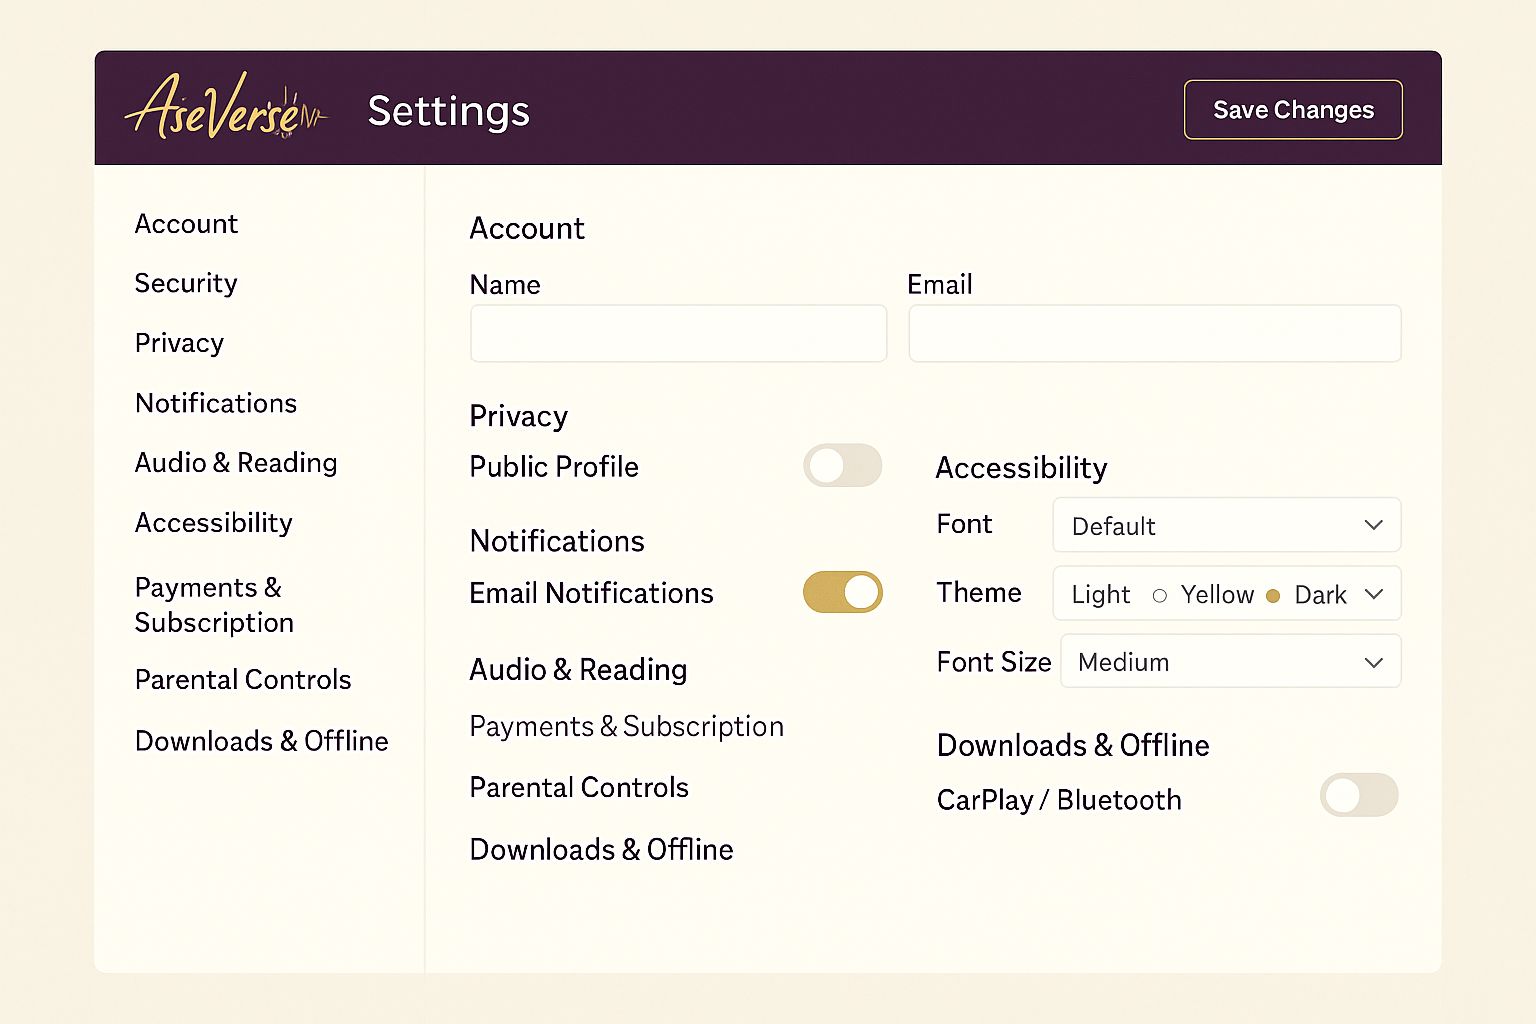 AseVerse
Settings
Save Changes
Account
Security
Privacy
Notifications
Audio & Reading
Accessibility
Payments &
Subscription
Parental Controls
Downloads & Offline
Account
Name
Email
Privacy
Public Profile
Notifications
Email Notifications
Audio & Reading
Payments & Subscription
Parental Controls
Downloads & Offline
Accessibility
Font
Default
Theme
Light Yellow Dark
Font Size
Medium
Downloads & Offline
CarPlay / Bluetooth